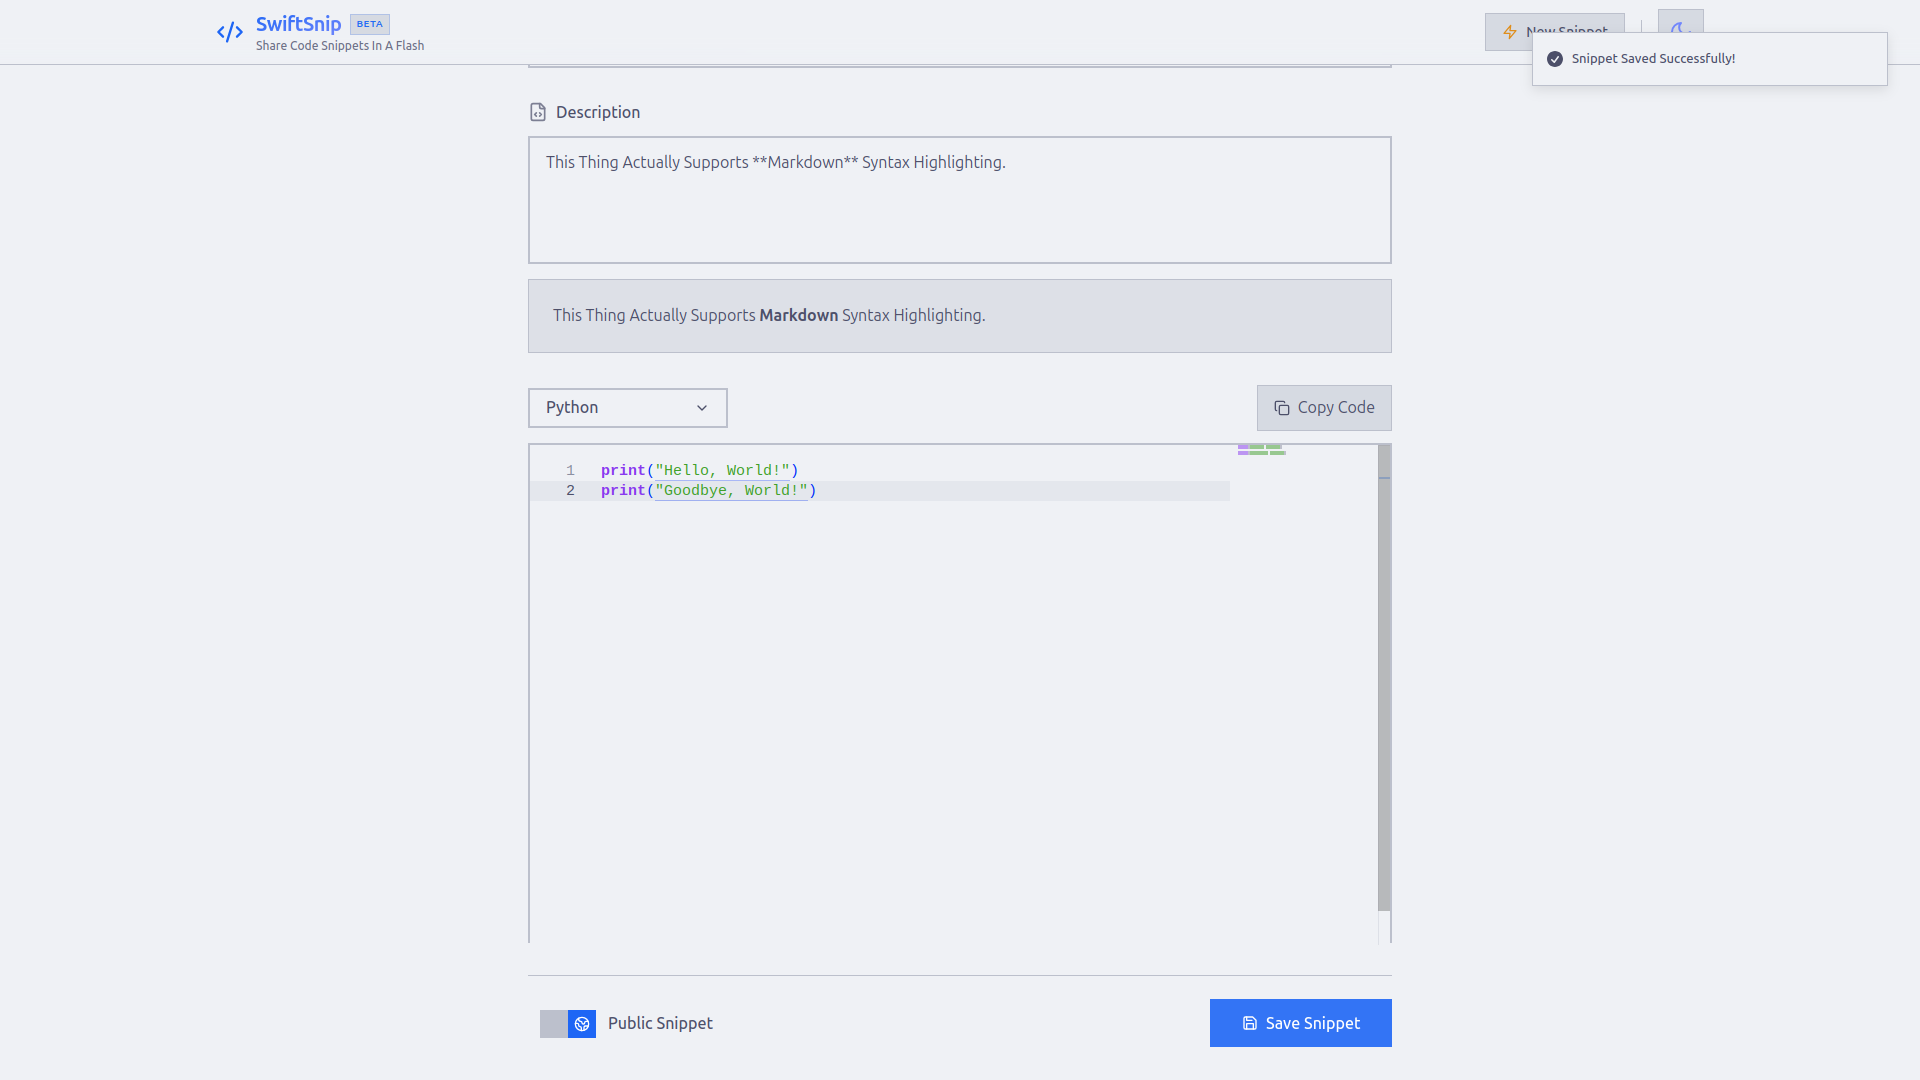 SwiftSnip BETA
Share Code Snippets In A Flash
New Snippet
Snippet Saved Successfully!
Description
This Thing Actually Supports **Markdown** Syntax Highlighting.
This Thing Actually Supports Markdown Syntax Highlighting.
Python
Copy Code
1 print("Hello, World!")
2 print("Goodbye, World!")
Public Snippet
Save Snippet